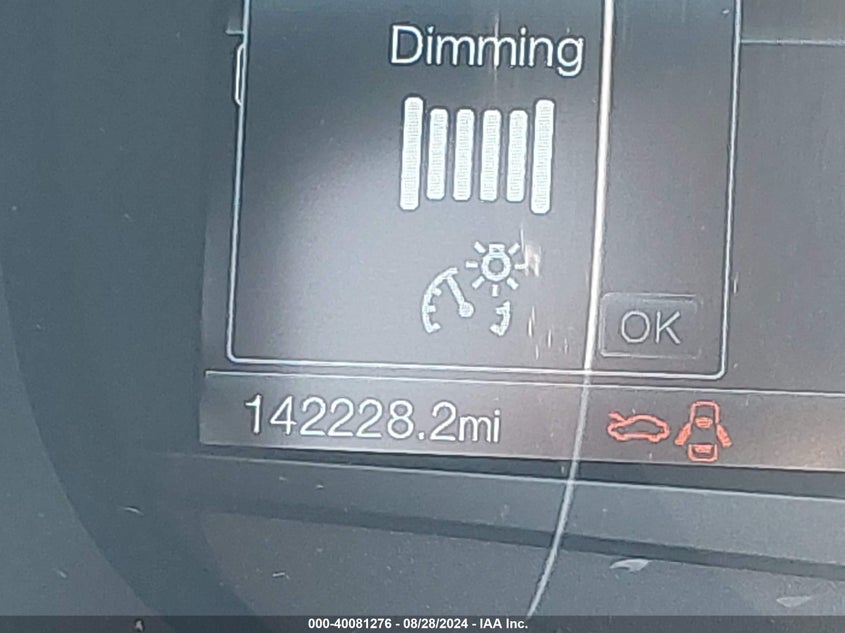 Dimming
OK
142228.2mi
000-40081276 - 08/28/2024 - IAA Inc.